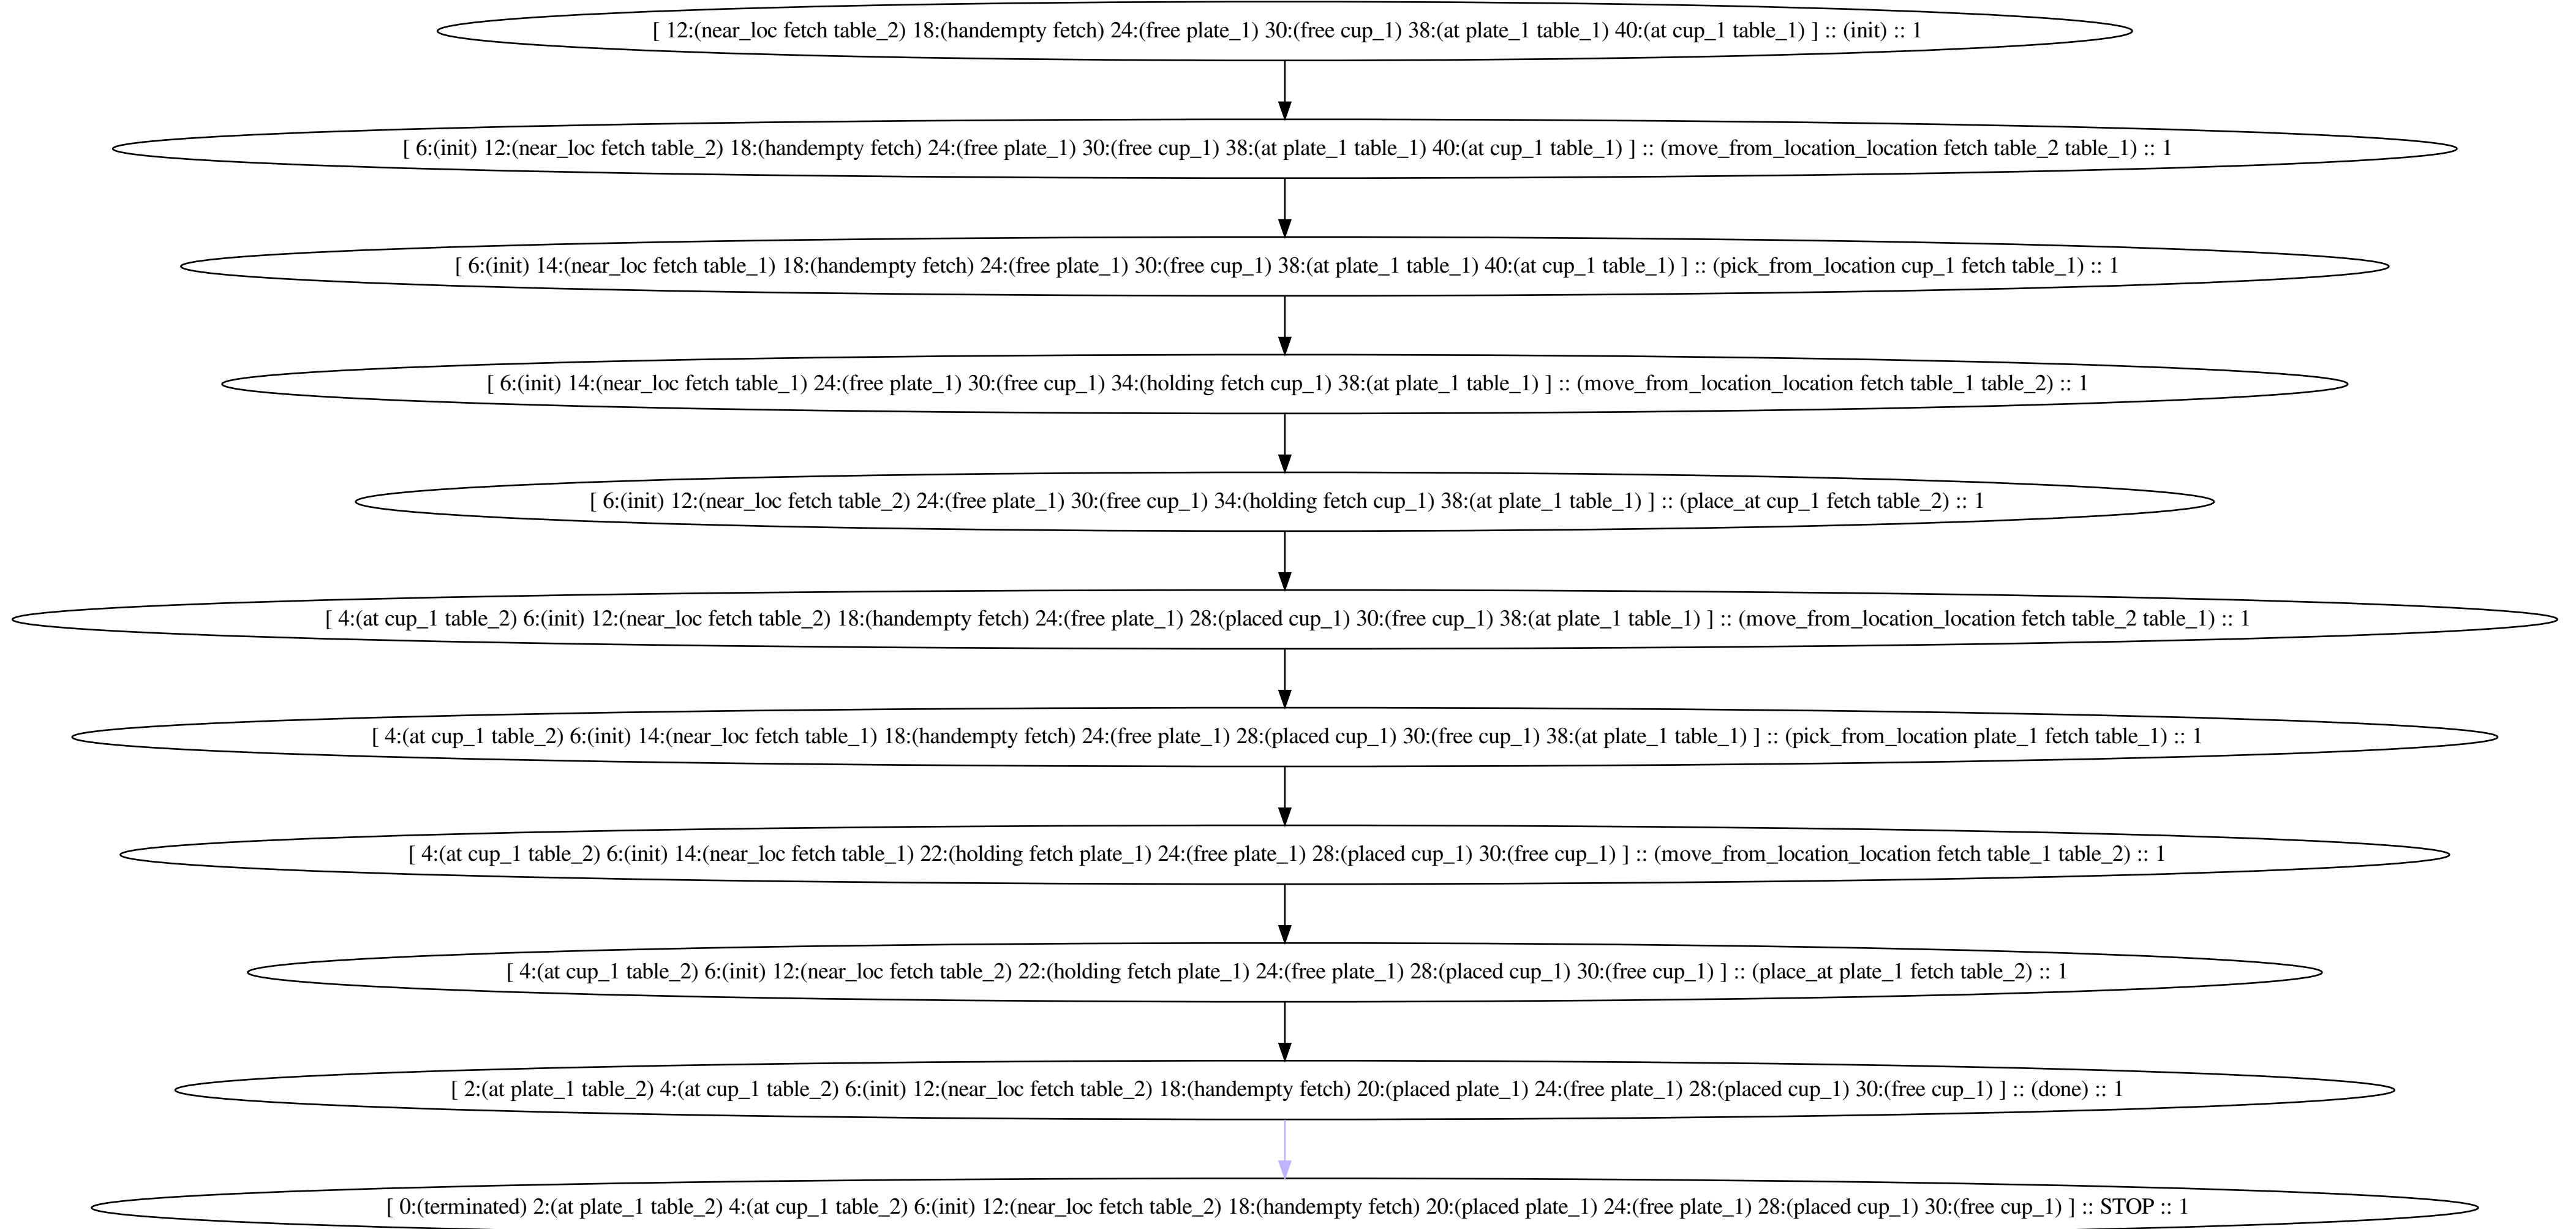 [ 12:(near_loc fetch table_2) 18:(handempty fetch) 24:(free plate_1) 30:(free cup_1) 38:(at plate_1 table_1) 40:(at cup_1 table_1) ] :: (init) :: 1
[ 6:(init) 12:(near_loc fetch table_2) 18:(handempty fetch) 24:(free plate_1) 30:(free cup_1) 38:(at plate_1 table_1) 40:(at cup_1 table_1) ] :: (move_from_location_location fetch table_2 table_1) :: 1
[ 6:(init) 14:(near_loc fetch table_1) 18:(handempty fetch) 24:(free plate_1) 30:(free cup_1) 38:(at plate_1 table_1) 40:(at cup_1 table_1) ] :: (pick_from_location cup_1 fetch table_1) :: 1
[ 6:(init) 14:(near_loc fetch table_1) 24:(free plate_1) 30:(free cup_1) 34:(holding fetch cup_1) 38:(at plate_1 table_1) ] :: (move_from_location_location fetch table_1 table_2) :: 1
[ 6:(init) 12:(near_loc fetch table_2) 24:(free plate_1) 30:(free cup_1) 34:(holding fetch cup_1) 38:(at plate_1 table_1) ] :: (place_at cup_1 fetch table_2) :: 1
[ 4:(at cup_1 table_2) 6:(init) 12:(near_loc fetch table_2) 18:(handempty fetch) 24:(free plate_1) 28:(placed cup_1) 30:(free cup_1) 38:(at plate_1 table_1) ] :: (move_from_location_location fetch table_2 table_1) :: 1
[ 4:(at cup_1 table_2) 6:(init) 14:(near_loc fetch table_1) 18:(handempty fetch) 24:(free plate_1) 28:(placed cup_1) 30:(free cup_1) 38:(at plate_1 table_1) ] :: (pick_from_location plate_1 fetch table_1) :: 1
[ 4:(at cup_1 table_2) 6:(init) 14:(near_loc fetch table_1) 22:(holding fetch plate_1) 24:(free plate_1) 28:(placed cup_1) 30:(free cup_1) ] :: (move_from_location_location fetch table_1 table_2) :: 1
[ 4:(at cup_1 table_2) 6:(init) 12:(near_loc fetch table_2) 22:(holding fetch plate_1) 24:(free plate_1) 28:(placed cup_1) 30:(free cup_1) ] :: (place_at plate_1 fetch table_2) :: 1
[ 2:(at plate_1 table_2) 4:(at cup_1 table_2) 6:(init) 12:(near_loc fetch table_2) 18:(handempty fetch) 20:(placed plate_1) 24:(free plate_1) 28:(placed cup_1) 30:(free cup_1) ] :: (done) :: 1
[ 0:(terminated) 2:(at plate_1 table_2) 4:(at cup_1 table_2) 6:(init) 12:(near_loc fetch table_2) 18:(handempty fetch) 20:(placed plate_1) 24:(free plate_1) 28:(placed cup_1) 30:(free cup_1) ] :: STOP :: 1